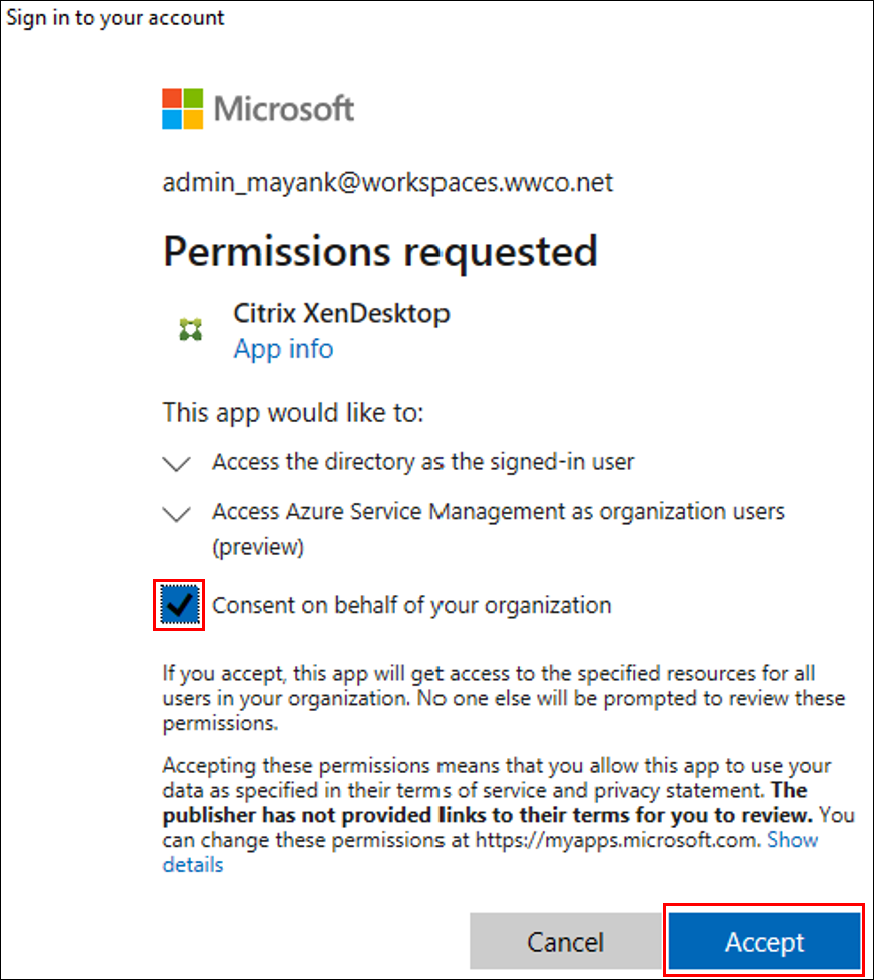 Sign in to your account
Microsoft
admin_mayank@workspaces.wwco.net
Permissions requested
Citrix XenDesktop
App info
This app would like to:
Access the directory as the signed-in user
Access Azure Service Management as organization users
(preview)
Consent on behalf of your organization
If you accept, this app will get access to the specified resources for all
users in your organization. No one else will be prompted to review these
permissions.
Accepting these permissions means that you allow this app to use your
data as specified in their terms of service and privacy statement. The
publisher has not provided links to their terms for you to review. You
can change these permissions at https://myapps.microsoft.com. Show
details
Cancel
Accept